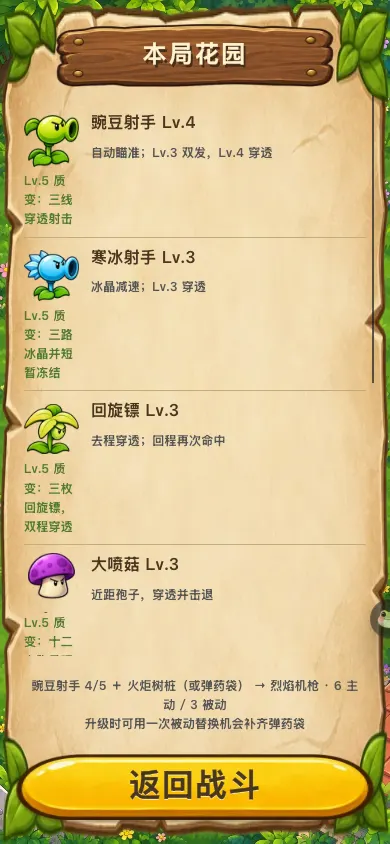 本局花园
豌豆射手 Lv.4
自动瞄准；Lv.3 双发，Lv.4 穿透
Lv.5 质
变：三线
穿透射击
寒冰射手 Lv.3
冰晶减速；Lv.3 穿透
Lv.5 质
变：三路
冰晶并短
暂冻结
回旋镖 Lv.3
去程穿透；回程再次命中
Lv.5 质
变：三枚
回旋镖，
双程穿透
大喷菇 Lv.3
近距孢子，穿透并击退
Lv.5 质
变：十二
豌豆射手 4/5 + 火炬树桩（或弹药袋） → 烈焰机枪 · 6 主
动 / 3 被动
升级时可用一次被动替换机会补齐弹药袋
返回战斗